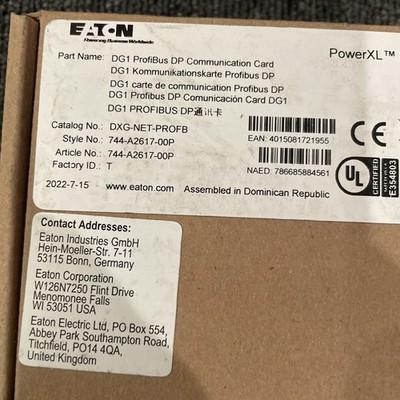 EATON
Powering Business Worldwide
PowerXL™
Part Name: DG1 ProfiBus DP Communication Card
DG1 Kommunikationskarte Profibus DP
DG1 carte de communication Profibus DP
DG1 Profibus DP Comunicación Card DG1
DG1 PROFIBUS DP通讯卡
Catalog No.: DXG-NET-PROFB
Style No.: 744-A2617-00P
Article No.: 744-A2617-00P
Factory ID.: T
EAN: 4015081721955
NAED: 786685884561
2022-7-15 www.eaton.com Assembled in Dominican Republic
UL
CERTIFIED
E354803
Contact Addresses:
Eaton Industries GmbH
Hein-Moeller-Str. 7-11
53115 Bonn, Germany
Eaton Corporation
W126N7250 Flint Drive
Menomonee Falls
WI 53051 USA
Eaton Electric Ltd, PO Box 554,
Abbey Park Southampton Road,
Titchfield, PO14 4QA,
United Kingdom